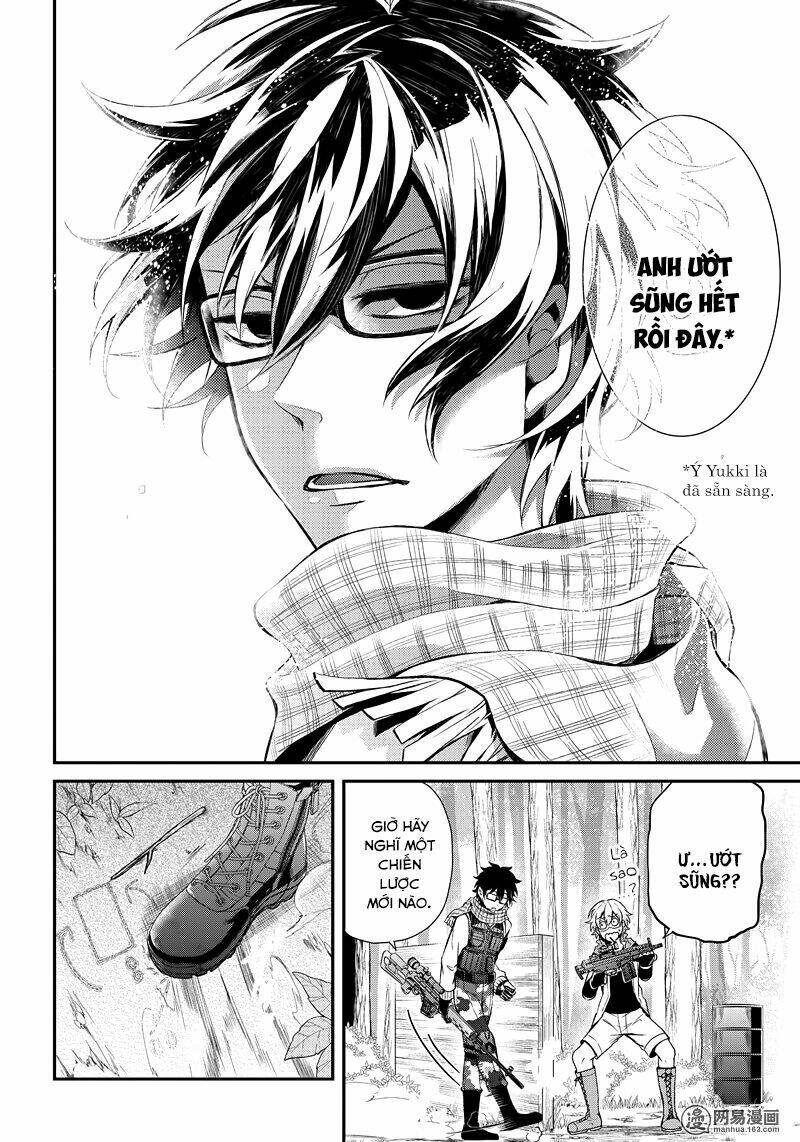 ANH ƯỚT
SŨNG HẾT
RỒI ĐÂY.*
*Ý Yukki là
đã sẵn sàng.
GIỜ HÃY
NGHĨ MỘT
CHIẾN
LƯỢC
MỚI NÀO.
Là
sao
?
Ư...ƯỚT
SŨNG??
网易漫画
manhua.163.com